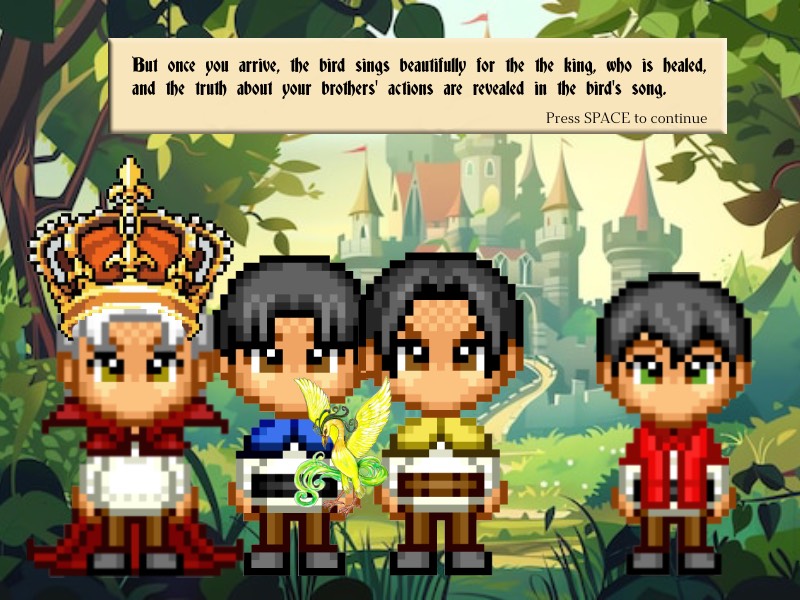 But once you arrive, the bird sings beautifully for the the king, who is healed,
and the truth about your brothers' actions are revealed in the bird's song.
Press SPACE to continue